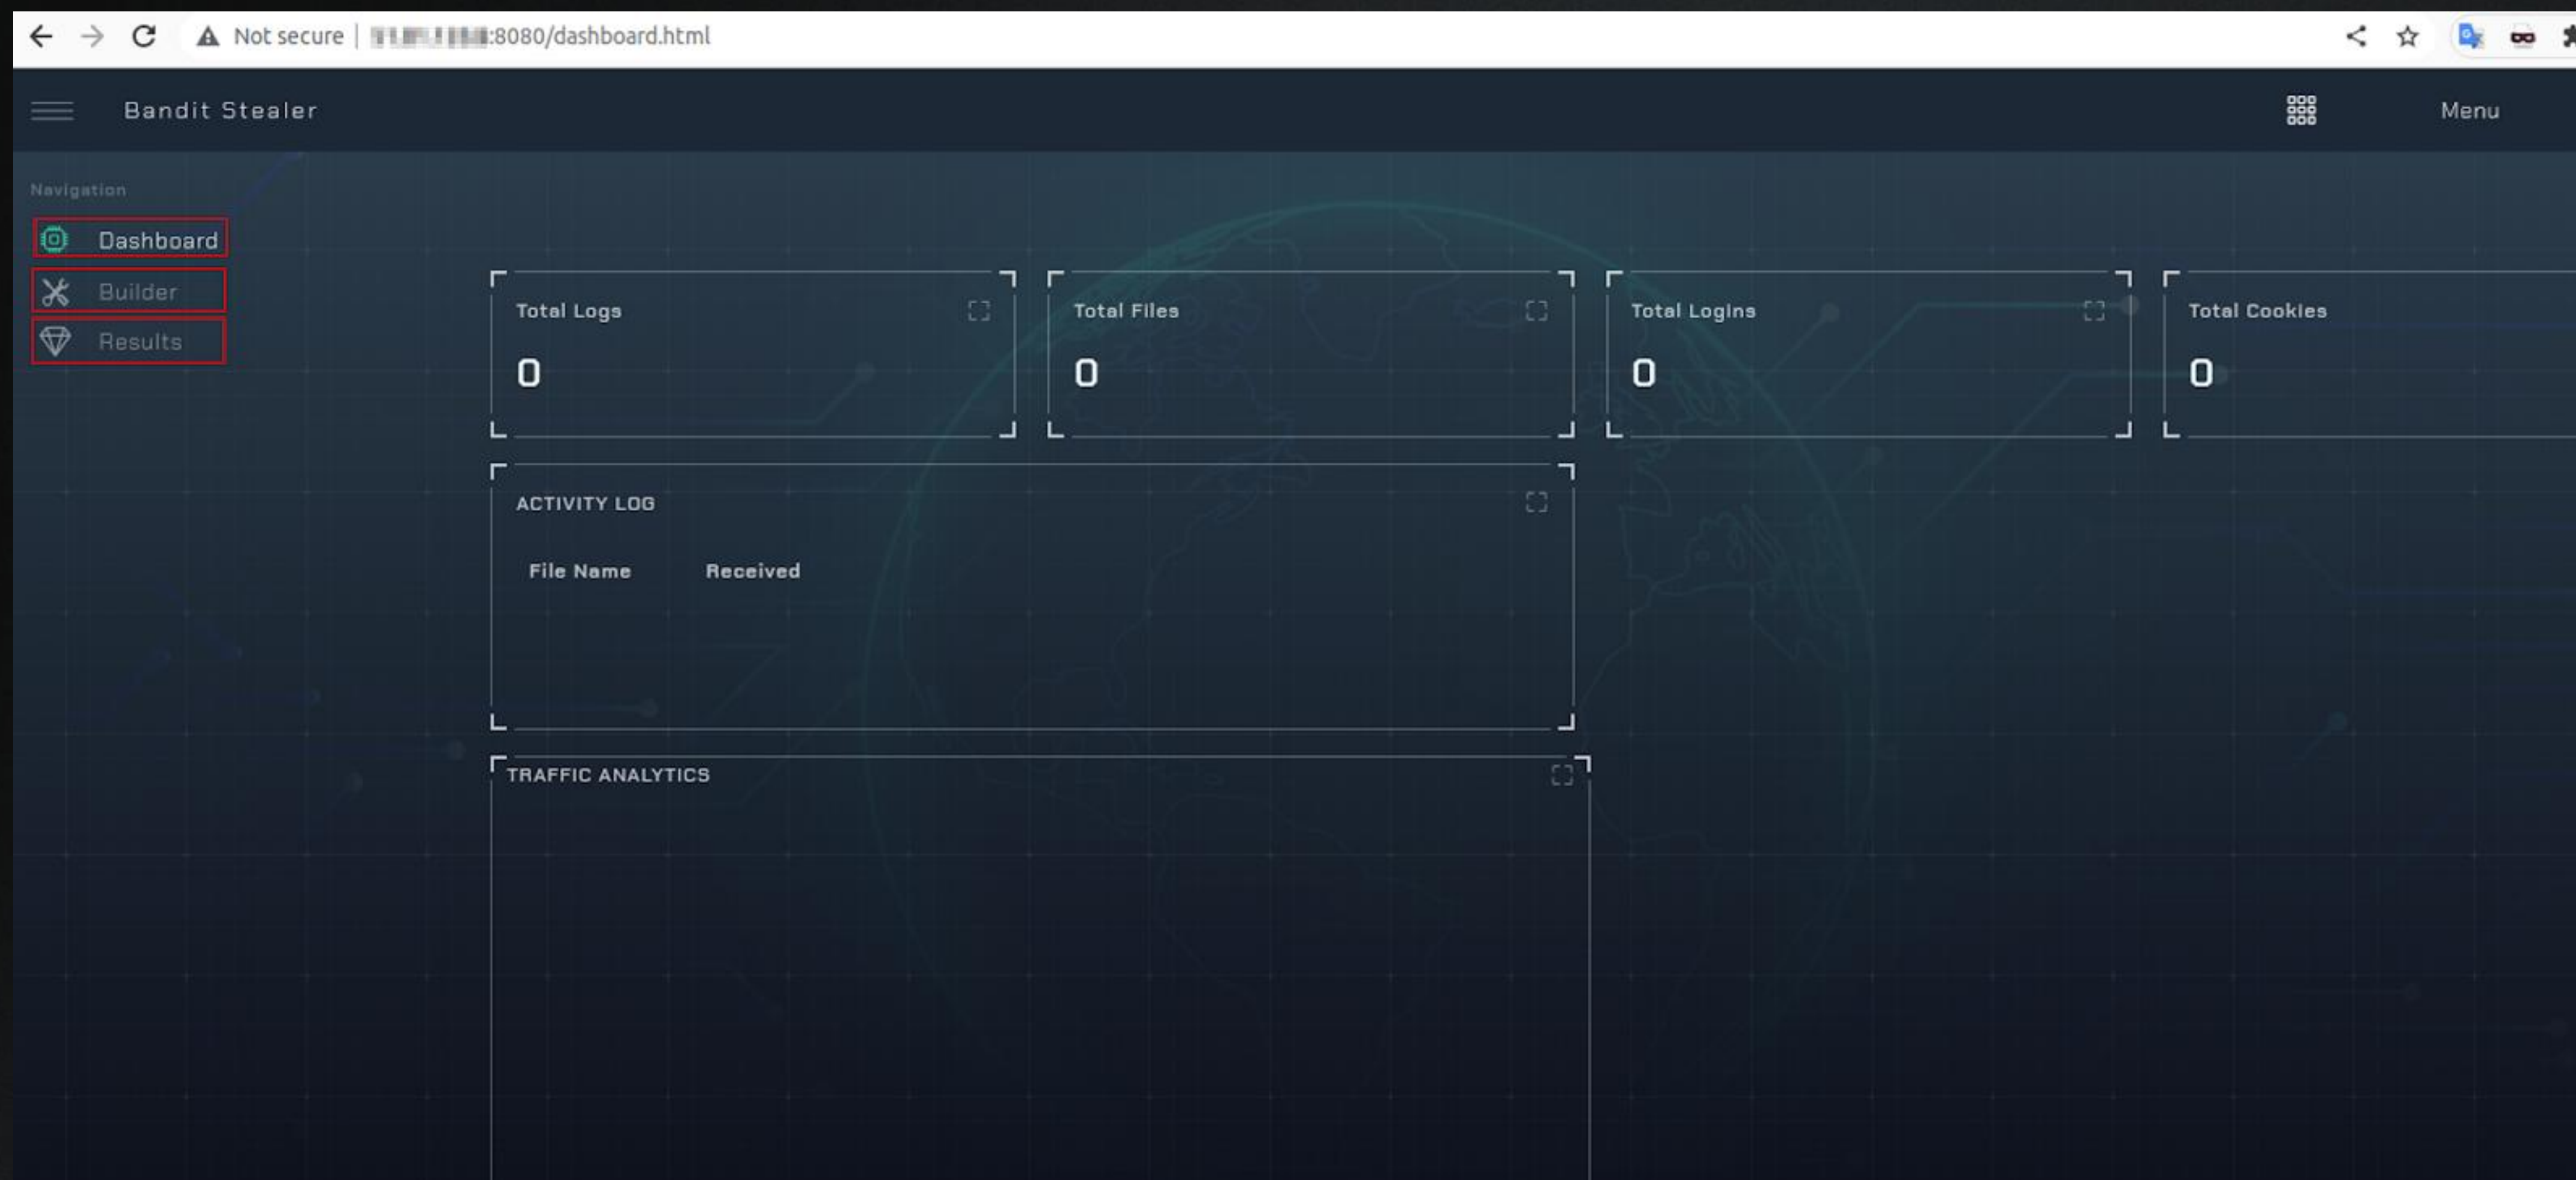 Not secure | :8080/dashboard.html
Bandit Stealer
Menu
Navigation
Dashboard
Builder
Results
Total Logs
0
Total Files
0
Total Logins
0
Total Cookies
0
ACTIVITY LOG
File Name Received
TRAFFIC ANALYTICS